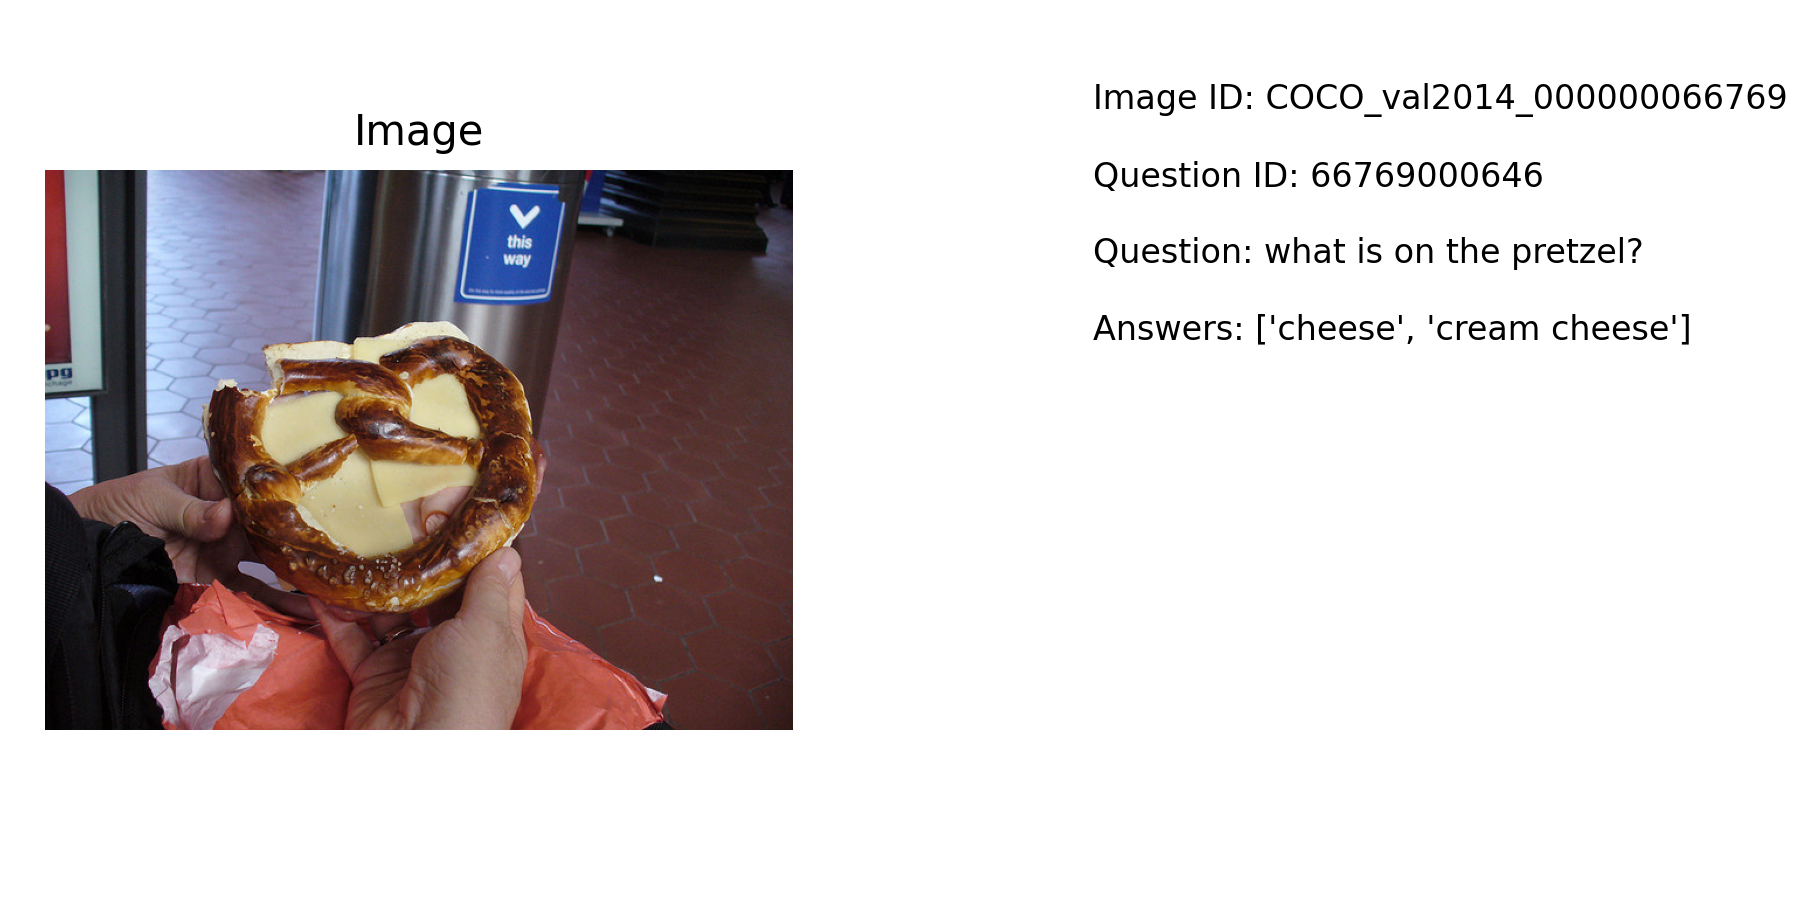 Image
this
way
pg
Image ID: COCO_val2014_000000066769
Question ID: 66769000646
Question: what is on the pretzel?
Answers: ['cheese', 'cream cheese']